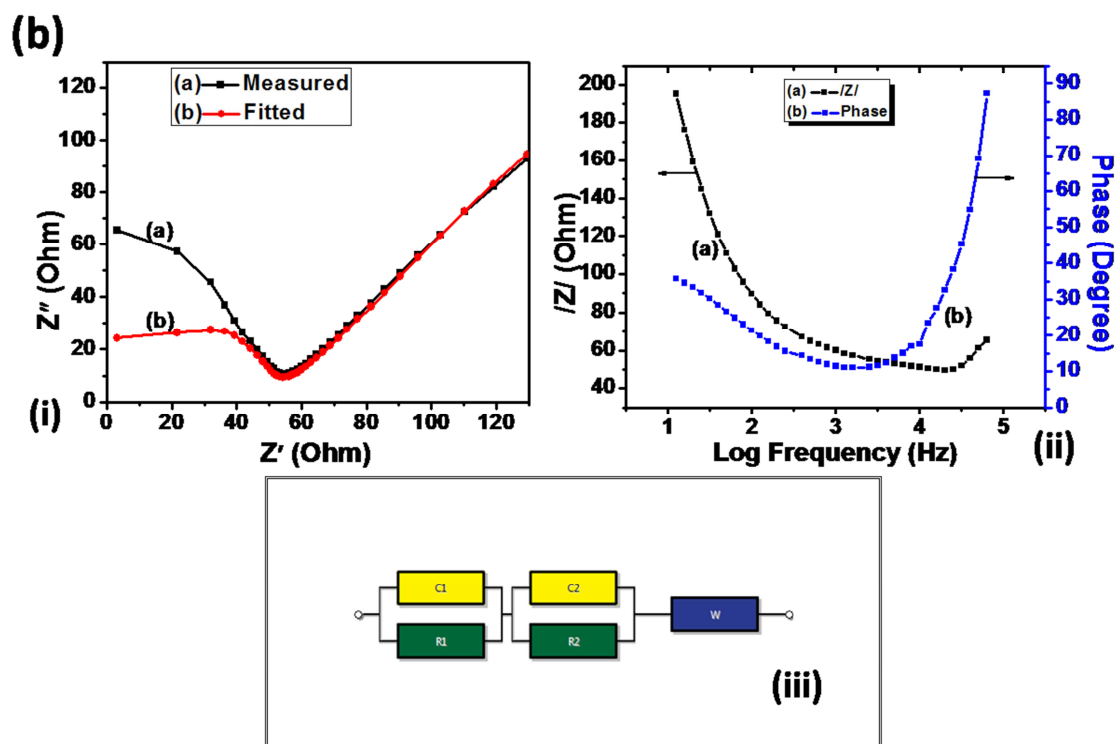 (b)
120
100
80
60
40
20
0
Z" (Ohm)
(a) Measured
(b) Fitted
(a)
(b)
0 20 40 60 80 100 120
Z' (Ohm)
(i)
200
180
160
140
120
100
80
60
40
/Z/ (Ohm)
(a) /Z/
(b) Phase
(a)
(b)
90
80
70
60
50
40
30
20
10
0
Phase (Degree)
1 2 3 4 5
Log Frequency (Hz)
(ii)
C1 C2
W
R1 R2
(iii)